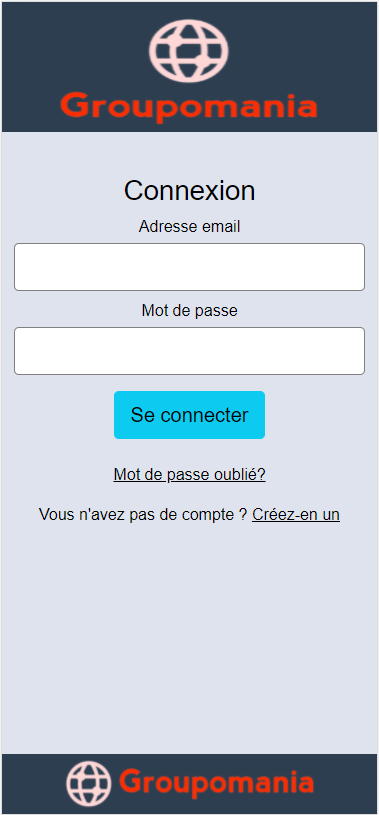 Groupomania
Connexion
Adresse email
Mot de passe
Se connecter
Mot de passe oublié?
Vous n'avez pas de compte ? Créez-en un
Groupomania